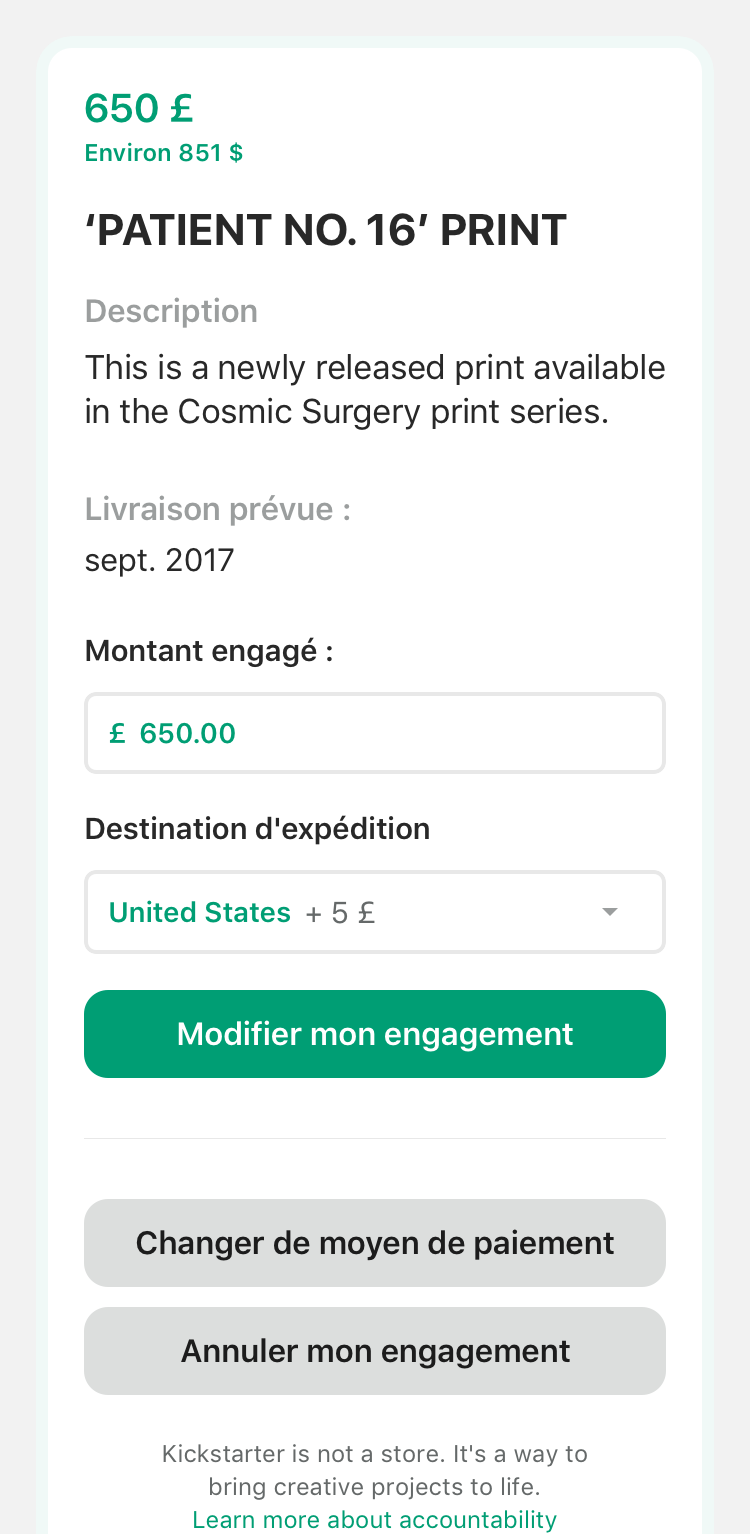 650 £
Environ 851 $
‘PATIENT NO. 16’ PRINT
Description
This is a newly released print available
in the Cosmic Surgery print series.
Livraison prévue :
sept. 2017
Montant engagé :
£ 650.00
Destination d'expédition
United States + 5 £
Modifier mon engagement
Changer de moyen de paiement
Annuler mon engagement
Kickstarter is not a store. It's a way to
bring creative projects to life.
Learn more about accountability